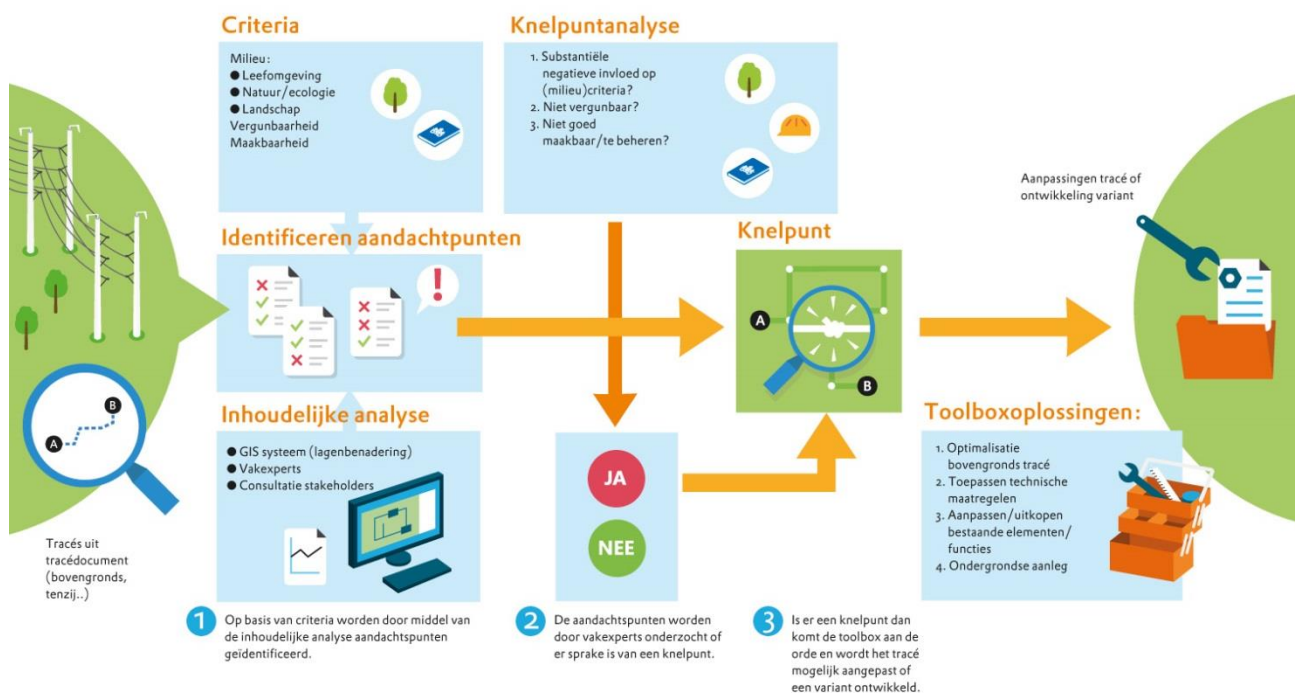 Criteria
Milieu:
● Leefomgeving
● Natuur/ecologie
● Landschap
Vergunbaarheid
Maakbaarheid
Knelpuntanalyse
1. Substantiële
negatieve invloed op
(milieu)criteria?
2. Niet vergunbaar?
3. Niet goed
maakbaar/te beheren?
Identificeren aandachtpunten
Inhoudelijke analyse
● GIS systeem (lagenbenadering)
● Vakexperts
● Consultatie stakeholders
A
B
Tracés uit
tracédocument
(bovengronds,
tenzij..)
JA
NEE
Knelpunt
A
B
Aanpassingen tracé of
ontwikkeling variant
Toolboxoplossingen:
1. Optimalisatie
bovengronds tracé
2. Toepassen technische
maatregelen
3. Aanpassen/uitkopen
bestaande elementen/
functies
4. Ondergrondse aanleg
1 Op basis van criteria worden door middel van
de inhoudelijke analyse aandachtspunten
geïdentificeerd.
2 De aandachtspunten worden
door vakexperts onderzocht of
er sprake is van een knelpunt.
3 Is er een knelpunt dan
komt de toolbox aan de
orde en wordt het tracé
mogelijk aangepast of
een variant ontwikkeld.